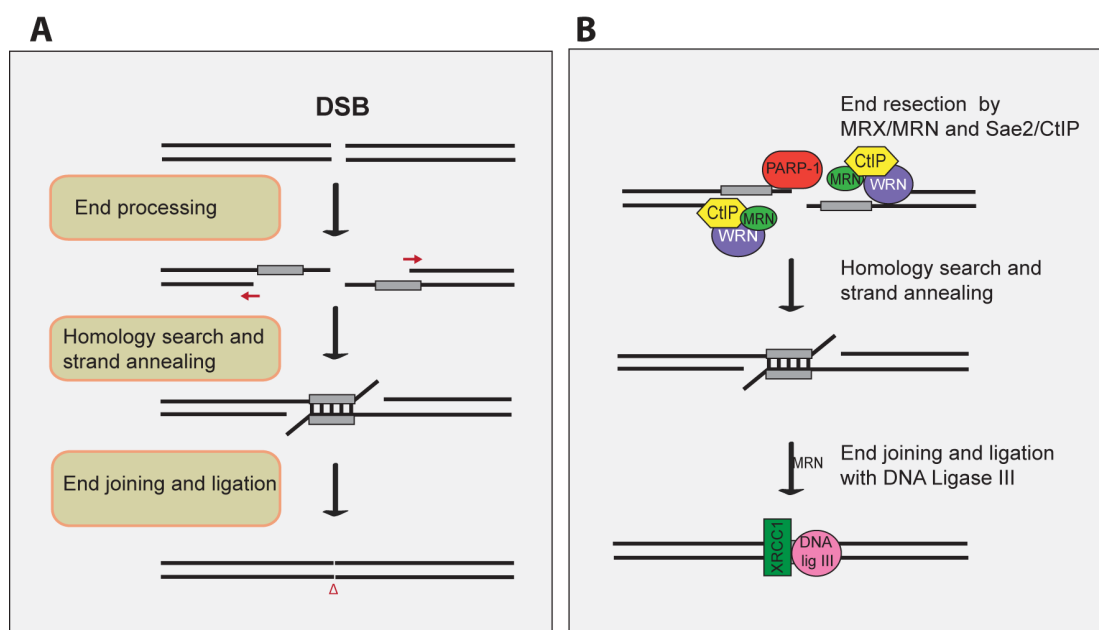 A
DSB
End processing
Homology search and
strand annealing
End joining and ligation
Δ
B
End resection by
MRX/MRN and Sae2/CtIP
PARP-1
CtIP
MRN
WRN
CtIP
MRN
WRN
Homology search and
strand annealing
MRN
End joining and ligation
with DNA Ligase III
XRCC1
DNA
lig III